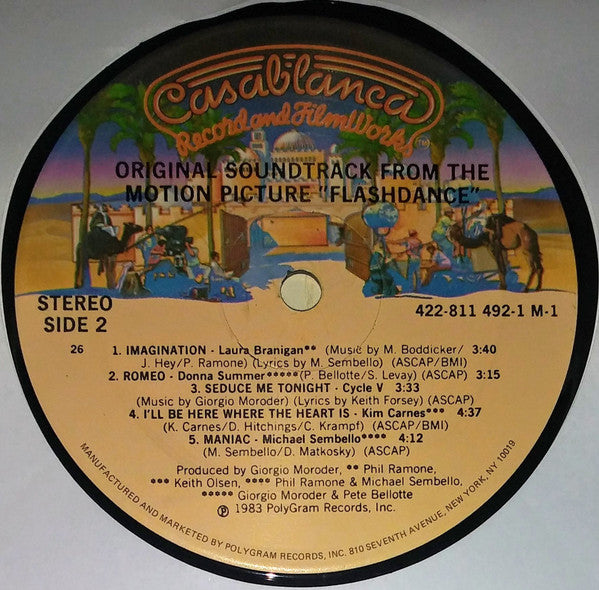 Casablanca
Record and FilmWorks™
ORIGINAL SOUNDTRACK FROM THE
MOTION PICTURE "FLASHDANCE"
STEREO
SIDE 2
422-811 492-1 M-1
26
1. IMAGINATION - Laura Branigan** (Music by M. Boddicker/ 3:40
J. Hey/P. Ramone) (Lyrics by M. Sembello) (ASCAP/BMI)
2. ROMEO - Donna Summer*****(P. Bellotte/S. Levay) (ASCAP) 3:15
3. SEDUCE ME TONIGHT - Cycle V 3:33
(Music by Giorgio Moroder) (Lyrics by Keith Forsey) (ASCAP)
4. I'LL BE HERE WHERE THE HEART IS - Kim Carnes*** 4:37
(K. Carnes/D. Hitchings/C. Krampf) (ASCAP/BMI)
5. MANIAC - Michael Sembello**** 4:12
(M. Sembello/D. Matkosky) (ASCAP)
Produced by Giorgio Moroder, ** Phil Ramone,
*** Keith Olsen, **** Phil Ramone & Michael Sembello,
***** Giorgio Moroder & Pete Bellotte
℗ 1983 PolyGram Records, Inc.
MANUFACTURED AND MARKETED BY POLYGRAM RECORDS, INC. 810 SEVENTH AVENUE, NEW YORK, NY 10019